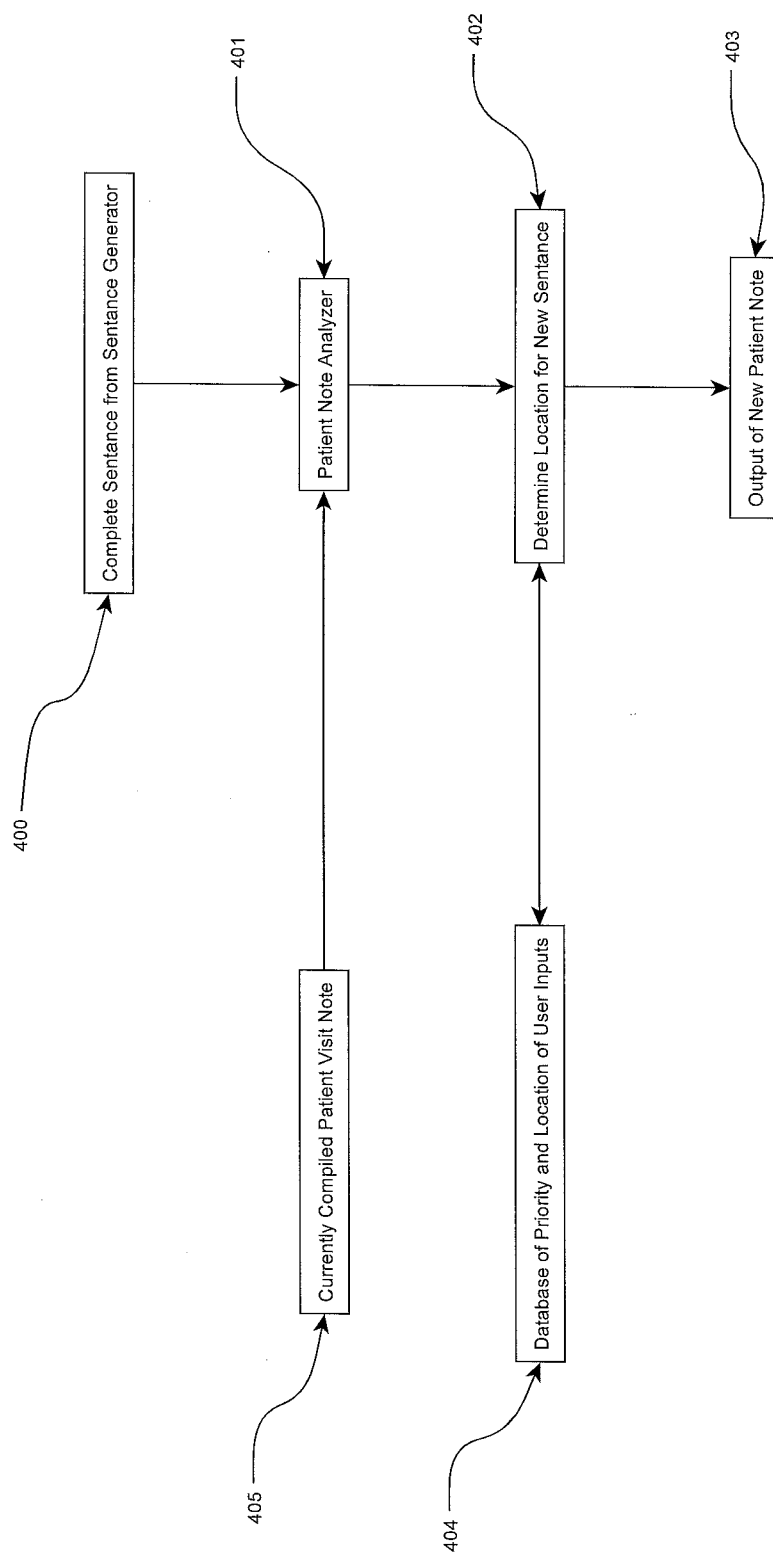 400
Complete Sentance from Sentance Generator
401
Patient Note Analyzer
405
Currently Compiled Patient Visit Note
402
Determine Location for New Sentance
404
Database of Priority and Location of User Inputs
403
Output of New Patient Note